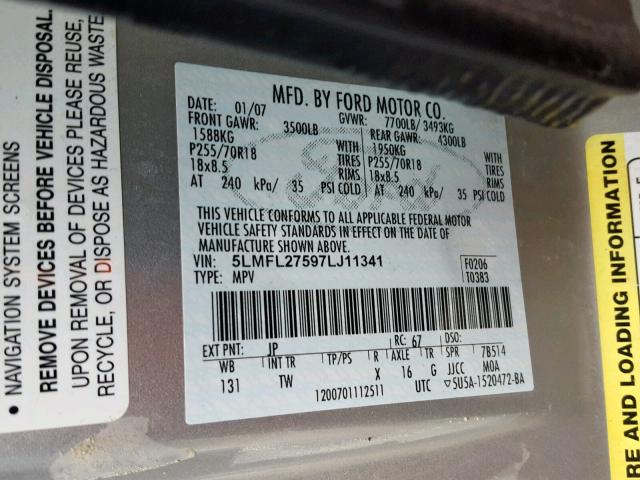 • NAVIGATION SYSTEM SCREENS
REMOVE DEVICES BEFORE VEHICLE DISPOSAL.
UPON REMOVAL OF DEVICES PLEASE REUSE,
RECYCLE, OR DISPOSE AS HAZARDOUS WASTE
MFD. BY FORD MOTOR CO.
DATE: 01/07 GVWR: 7700LB/ 3493KG
FRONT GAWR: 3500LB REAR GAWR: 4300LB
1588KG WITH 1950KG WITH
P255/70R18 TIRES P255/70R18 TIRES
18x8.5 RIMS 18x8.5 RIMS
AT 240 kPa/ 35 PSI COLD AT 240 kPa/ 35 PSI COLD
Ford
THIS VEHICLE CONFORMS TO ALL APPLICABLE FEDERAL MOTOR
VEHICLE SAFETY STANDARDS IN EFFECT ON THE DATE OF
MANUFACTURE SHOWN ABOVE.
VIN: 5LMFL27597LJ11341 F0206
TYPE: MPV T0383
EXT PNT: JP RC: 67 DSO:
WB INT TR TP/PS R AXLE TR SPR 7B514
131 TW X 16 G JJCC MOA
1200701112511 UTC ▽5U5A-1520472-BA
RE AND LOADING INFORMATION